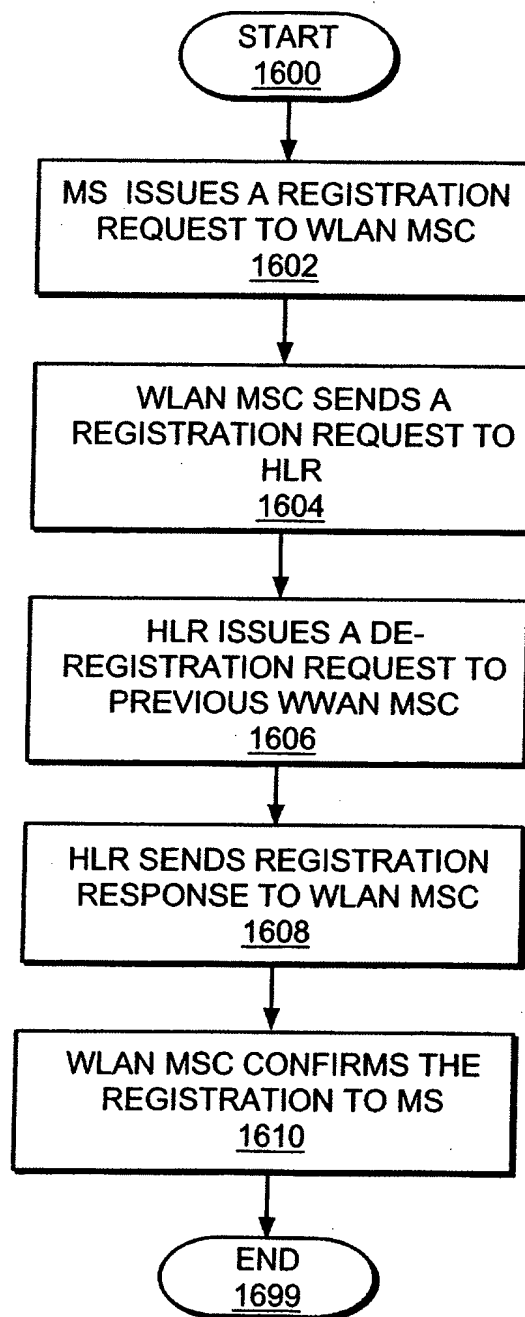 START
1600
MS ISSUES A REGISTRATION
REQUEST TO WLAN MSC
1602
WLAN MSC SENDS A
REGISTRATION REQUEST TO
HLR
1604
HLR ISSUES A DE-
REGISTRATION REQUEST TO
PREVIOUS WWAN MSC
1606
HLR SENDS REGISTRATION
RESPONSE TO WLAN MSC
1608
WLAN MSC CONFIRMS THE
REGISTRATION TO MS
1610
END
1699